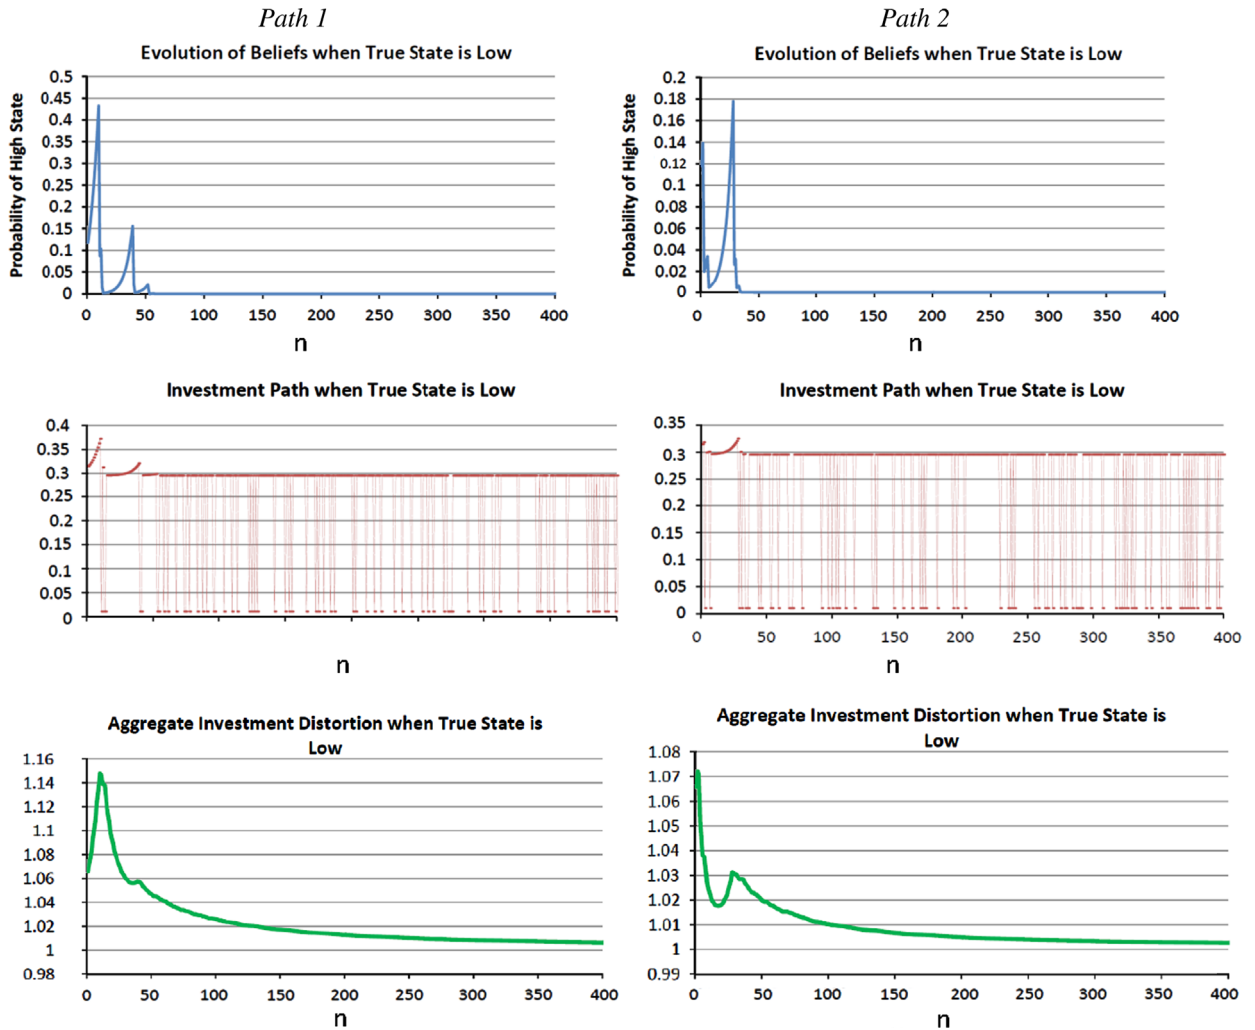 Path 1
Evolution of Beliefs when True State is Low
Probability of High State
0.5
0.45
0.4
0.35
0.3
0.25
0.2
0.15
0.1
0.05
0
0 50 100 150 200 250 300 350 400
n
Investment Path when True State is Low
0.4
0.35
0.3
0.25
0.2
0.15
0.1
0.05
0
n
Aggregate Investment Distortion when True State is
Low
1.16
1.14
1.12
1.1
1.08
1.06
1.04
1.02
1
0.98
0 50 100 150 200 250 300 350 400
n
Path 2
Evolution of Beliefs when True State is Low
Probability of High State
0.2
0.18
0.16
0.14
0.12
0.1
0.08
0.06
0.04
0.02
0
0 50 100 150 200 250 300 350 400
n
Investment Path when True State is Low
0.35
0.3
0.25
0.2
0.15
0.1
0.05
0
0 50 100 150 200 250 300 350 400
n
Aggregate Investment Distortion when True State is
Low
1.08
1.07
1.06
1.05
1.04
1.03
1.02
1.01
1
0.99
0 50 100 150 200 250 300 350 400
n